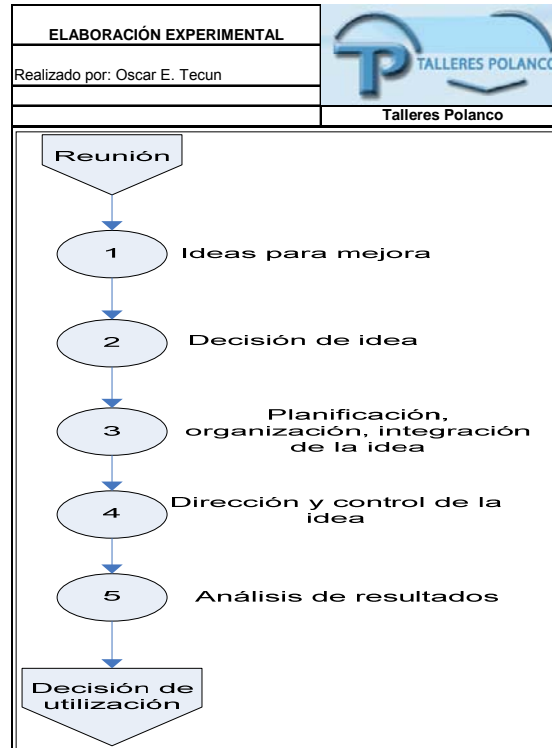 ELABORACIÓN EXPERIMENTAL
Realizado por: Oscar E. Tecun
TALLERES POLANCO
Talleres Polanco
Reunión
1
Ideas para mejora
2
Decisión de idea
3
Planificación,
organización, integración
de la idea
4
Dirección y control de la
idea
5
Análisis de resultados
Decisión de
utilización